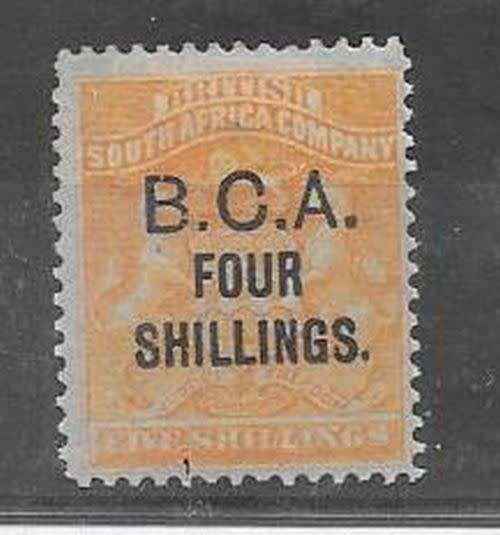 BRITISH
SOUTH AFRICA COMPANY
B.C.A.
FOUR
SHILLINGS.
FIVE SHILLINGS